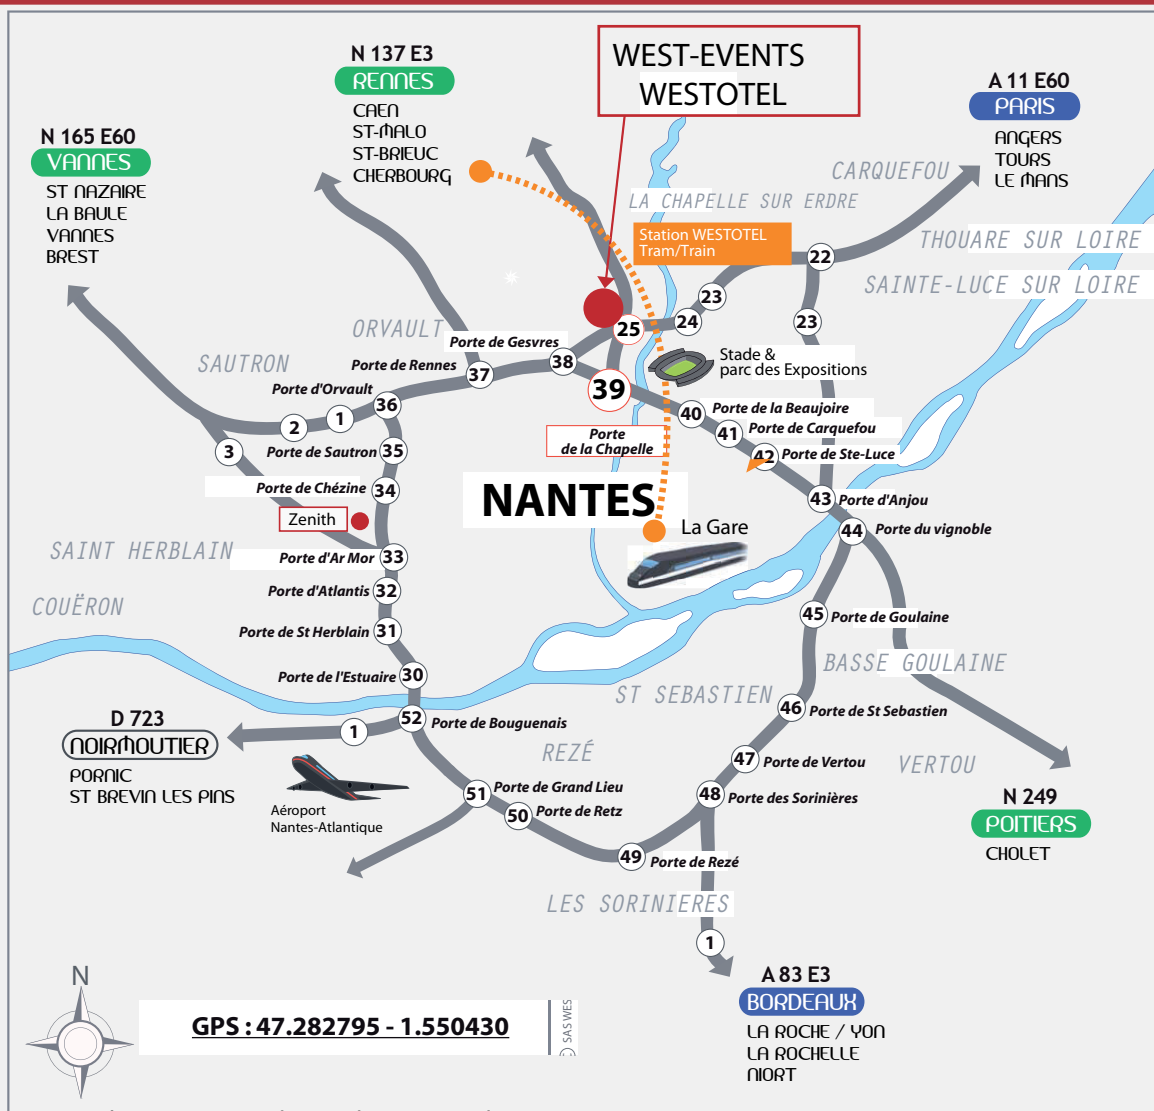 WEST-EVENTS
WESTOTEL
N 137 E3
RENNES
CAEN
ST-MALO
ST-BRIEUC
CHERBOURG
A 11 E60
PARIS
ANGERS
TOURS
LE MANS
N 165 E60
VANNES
ST NAZAIRE
LA BAULE
VANNES
BREST
CARQUEFOU
LA CHAPELLE SUR ERDRE
Station WESTOTEL
Tram/Train
THOUARE SUR LOIRE
22
SAINTE-LUCE SUR LOIRE
23
24
23
25
ORVAULT
Porte de Gesvres
38
Stade &
parc des Expositions
SAUTRON
Porte de Rennes
37
39
Porte d'Orvault
36
1
2
40
Porte de la Beaujoire
41
Porte de Carquefou
Porte
de la Chapelle
3
Porte de Sautron
35
42
Porte de Ste-Luce
Porte de Chézine
34
NANTES
43
Porte d'Anjou
Zenith
La Gare
44
Porte du vignoble
SAINT HERBLAIN
Porte d'Ar Mor
33
Porte d'Atlantis
32
COUËRON
45
Porte de Goulaine
Porte de St Herblain
31
BASSE GOULAINE
Porte de l'Estuaire
30
ST SEBASTIEN
46
Porte de St Sebastien
D 723
NOIRMOUTIER
PORNIC
ST BREVIN LES PINS
1
52
Porte de Bouguenais
REZÉ
47
Porte de Vertou
VERTOU
Aéroport
Nantes-Atlantique
51
Porte de Grand Lieu
50
Porte de Retz
48
Porte des Sorinières
N 249
POITIERS
CHOLET
49
Porte de Rezé
LES SORINIERES
1
A 83 E3
BORDEAUX
LA ROCHE / YON
LA ROCHELLE
NIORT
N
GPS : 47.282795 - 1.550430
SAS WES